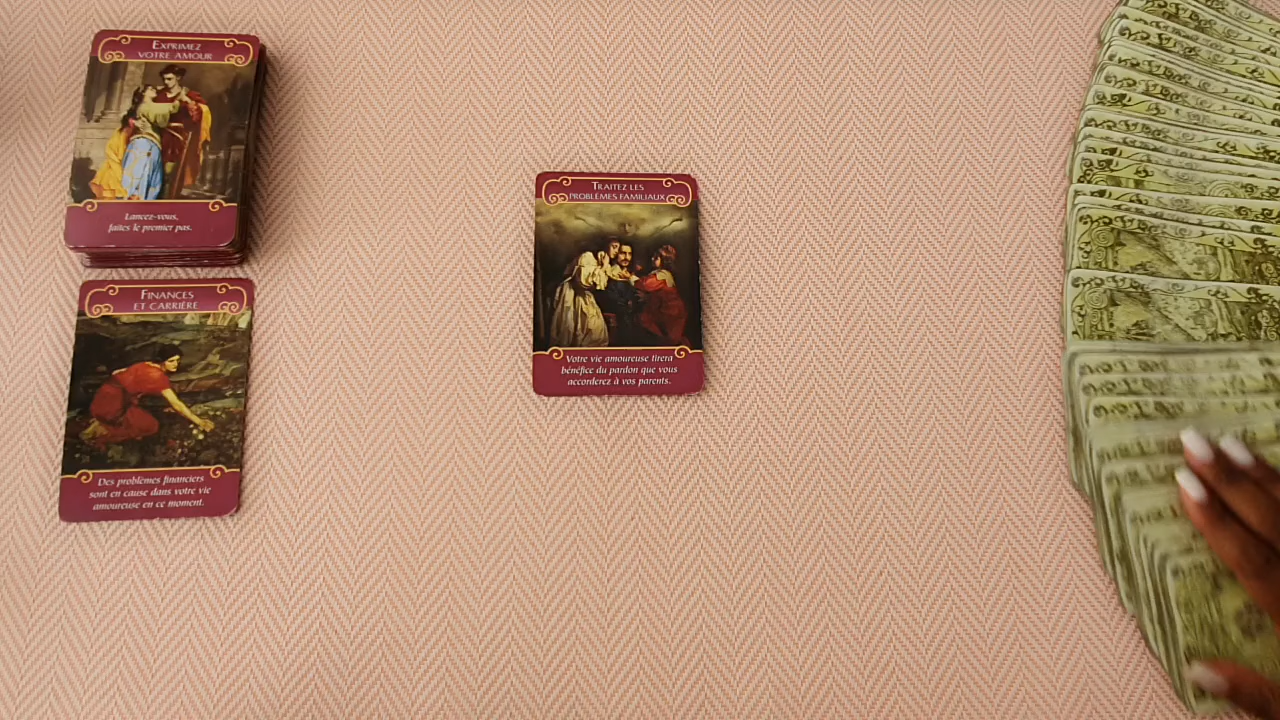 EXPRIMEZ
VOTRE AMOUR
Lancez-vous,
faites le premier pas.
FINANCES
ET CARRIÈRE
Des problèmes financiers
sont en cause dans votre vie
amoureuse en ce moment.
TRAITEZ LES
PROBLÈMES FAMILIAUX
Votre vie amoureuse tirera
bénéfice du pardon que vous
accorderez à vos parents.